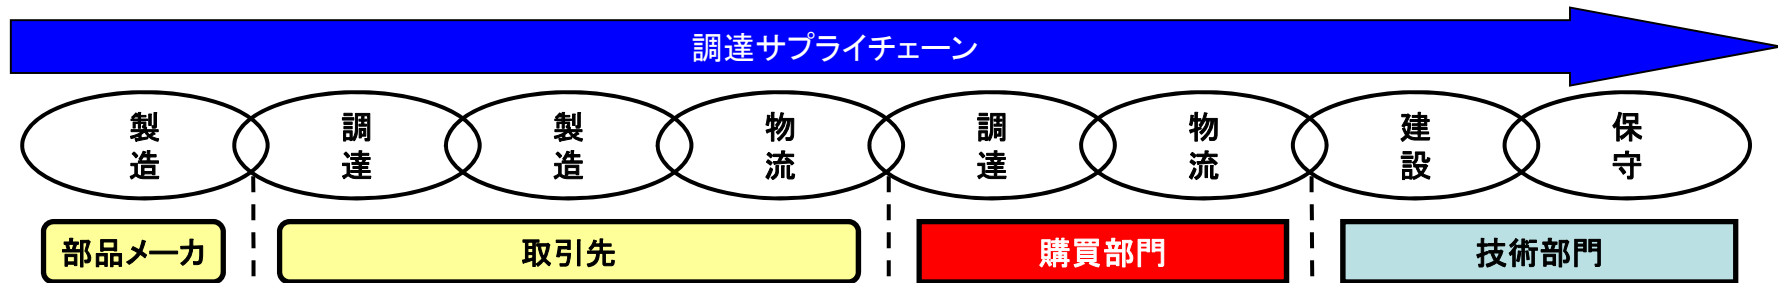 調達サプライチェーン
製造
調達
製造
物流
調達
物流
建設
保守
部品メーカ
取引先
購買部門
技術部門